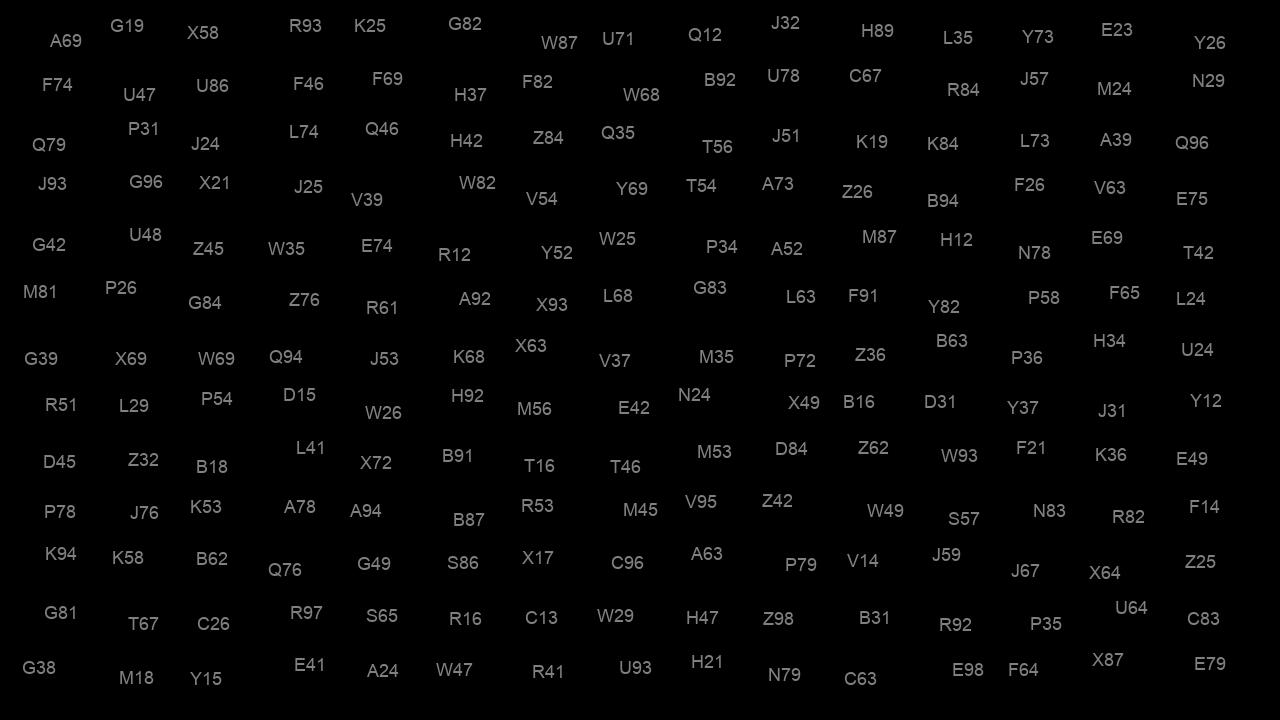 A69 G19 X58 R93 K25 G82 W87 U71 Q12 J32 H89 L35 Y73 E23 Y26
F74 U47 U86 F46 F69 H37 F82 W68 B92 U78 C67 R84 J57 M24 N29
Q79 P31 J24 L74 Q46 H42 Z84 Q35 T56 J51 K19 K84 L73 A39 Q96
J93 G96 X21 J25 V39 W82 V54 Y69 T54 A73 Z26 B94 F26 V63 E75
G42 U48 Z45 W35 E74 R12 Y52 W25 P34 A52 M87 H12 N78 E69 T42
M81 P26 G84 Z76 R61 A92 X93 L68 G83 L63 F91 Y82 P58 F65 L24
G39 X69 W69 Q94 J53 K68 X63 V37 M35 P72 Z36 B63 P36 H34 U24
R51 L29 P54 D15 W26 H92 M56 E42 N24 X49 B16 D31 Y37 J31 Y12
D45 Z32 B18 L41 X72 B91 T16 T46 M53 D84 Z62 W93 F21 K36 E49
P78 J76 K53 A78 A94 B87 R53 M45 V95 Z42 W49 S57 N83 R82 F14
K94 K58 B62 Q76 G49 S86 X17 C96 A63 P79 V14 J59 J67 X64 Z25
G81 T67 C26 R97 S65 R16 C13 W29 H47 Z98 B31 R92 P35 U64 C83
G38 M18 Y15 E41 A24 W47 R41 U93 H21 N79 C63 E98 F64 X87 E79